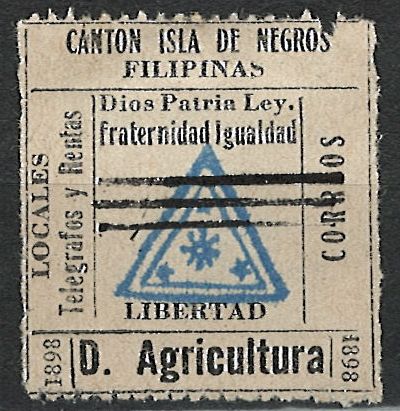 CANTON ISLA DE NEGROS
FILIPINAS
Dios Patria Ley.
fraternidad Igualdad
LOCALES
Telegrafos y Rentas
CORREOS
LIBERTAD
1898
D. Agricultura
1898